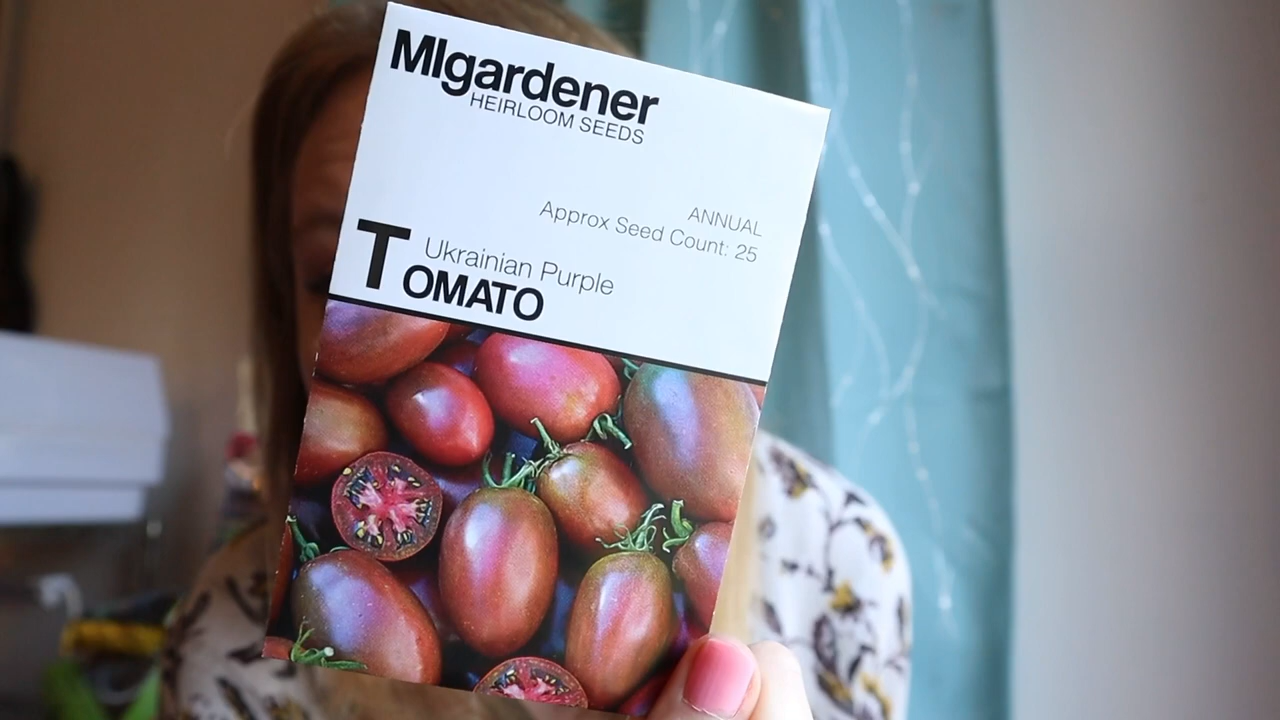 MIgardener
HEIRLOOM SEEDS
ANNUAL
Approx Seed Count: 25
Ukrainian Purple
TOMATO